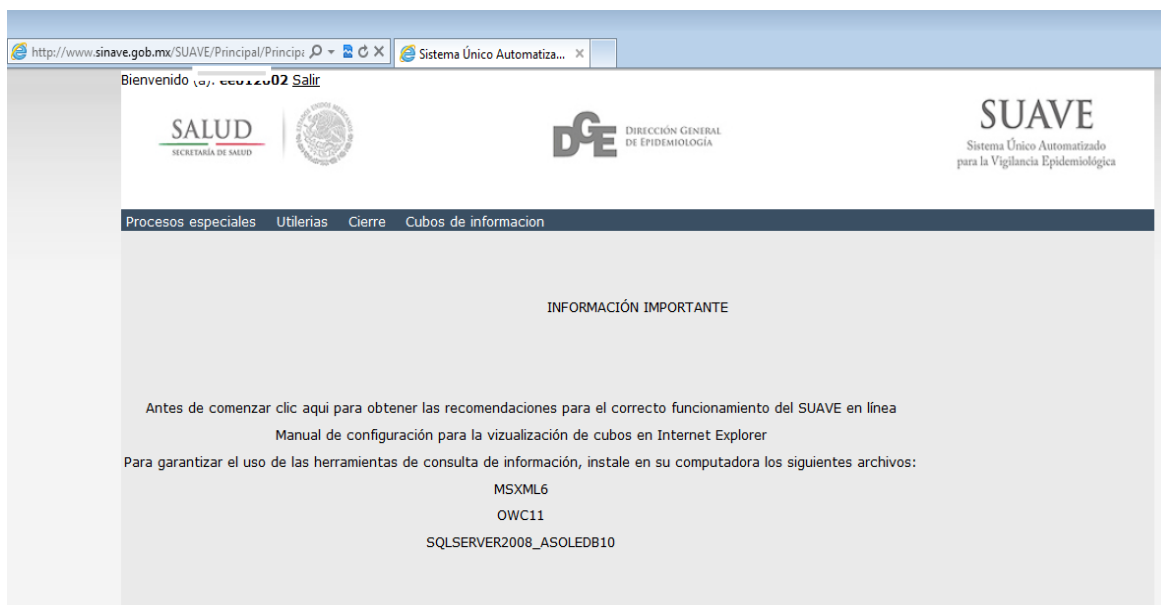 http://www.sinave.gob.mx/SUAVE/Principal/Principa
Sistema Único Automatiza...
Bienvenido (a): Salir
SALUD
SECRETARÍA DE SALUD
ESTADOS UNIDOS MEXICANOS
DGE
DIRECCIÓN GENERAL
DE EPIDEMIOLOGÍA
SUAVE
Sistema Único Automatizado
para la Vigilancia Epidemiológica
Procesos especiales Utilerias Cierre Cubos de informacion
INFORMACIÓN IMPORTANTE
Antes de comenzar clic aqui para obtener las recomendaciones para el correcto funcionamiento del SUAVE en línea
Manual de configuración para la vizualización de cubos en Internet Explorer
Para garantizar el uso de las herramientas de consulta de información, instale en su computadora los siguientes archivos:
MSXML6
OWC11
SQLSERVER2008_ASOLEDB10